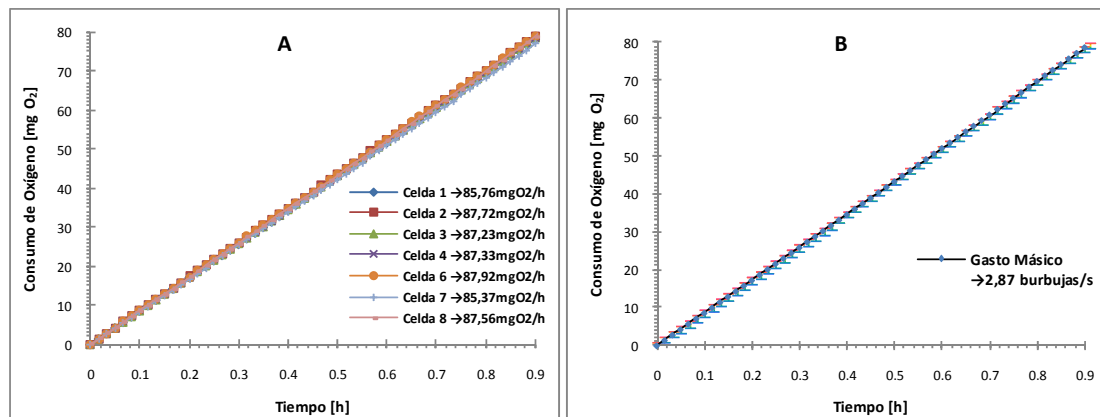 A
Consumo de Oxígeno [mg O₂]
80
70
60
50
40
30
20
10
0
Celda 1 →85,76mgO2/h
Celda 2 →87,72mgO2/h
Celda 3 →87,23mgO2/h
Celda 4 →87,33mgO2/h
Celda 6 →87,92mgO2/h
Celda 7 →85,37mgO2/h
Celda 8 →87,56mgO2/h
0 0.1 0.2 0.3 0.4 0.5 0.6 0.7 0.8 0.9
Tiempo [h]
B
Consumo de Oxígeno [mg O₂]
80
70
60
50
40
30
20
10
0
Gasto Másico
→2,87 burbujas/s
0 0.1 0.2 0.3 0.4 0.5 0.6 0.7 0.8 0.9
Tiempo [h]